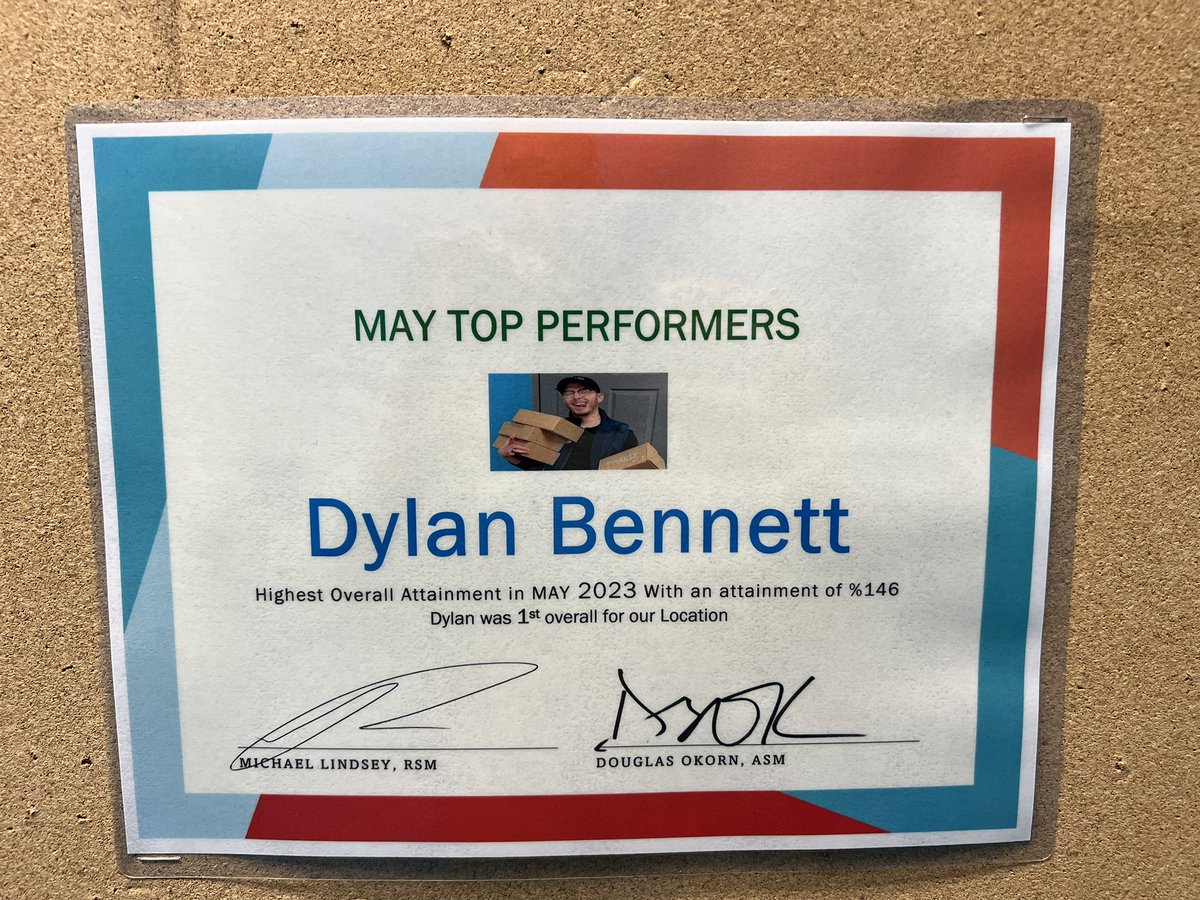 MAY TOP PERFORMERS
Dylan Bennett
Highest Overall Attainment in MAY 2023 With an attainment of %146
Dylan was 1st overall for our Location
MICHAEL LINDSEY, RSM
DOUGLAS OKORN, ASM